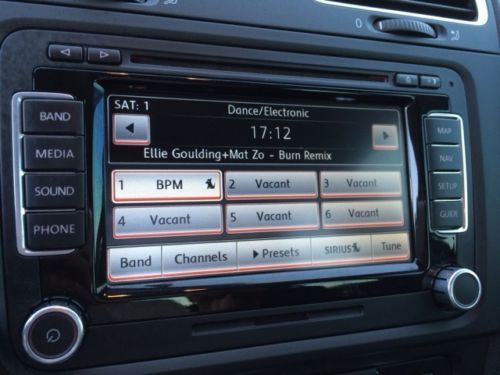 0
BAND
MEDIA
SOUND
PHONE
MAP
NAV
SETUP
GUIDE
SAT: 1
Dance/Electronic
17:12
Ellie Goulding+Mat Zo - Burn Remix
1 BPM
2 Vacant
3 Vacant
4 Vacant
5 Vacant
6 Vacant
Band
Channels
Presets
SIRIUS
Tune